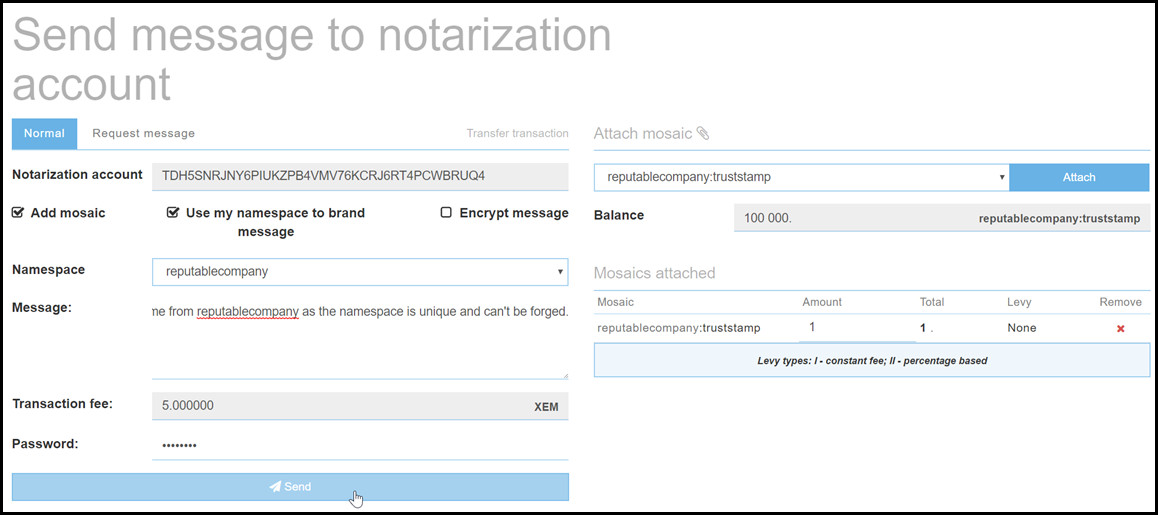 Send message to notarization
account
Normal
Request message
Transfer transaction
Notarization account
TDH5SNRJNY6PIUKZPB4VMV76KCRJ6RT4PCWBRUQ4
Add mosaic
Use my namespace to brand
message
Encrypt message
Namespace
reputablecompany
Message:
ne from reputablecompany as the namespace is unique and can't be forged.
Transaction fee:
5.000000
XEM
Password:
••••••••
Send
Attach mosaic
reputablecompany:truststamp
Attach
Balance
100 000.
reputablecompany:truststamp
Mosaics attached
Mosaic Amount Total Levy Remove
reputablecompany:truststamp 1 1 . None
Levy types: I - constant fee; II - percentage based